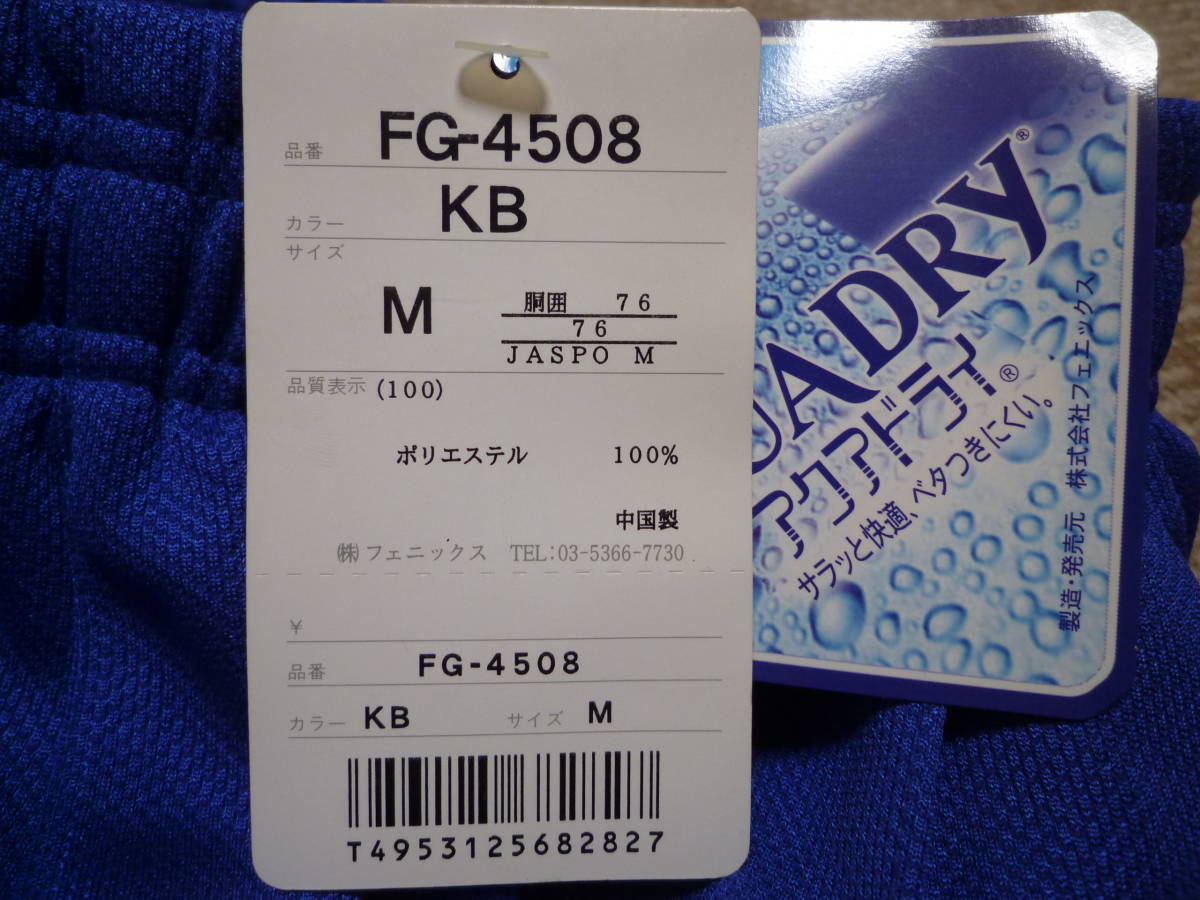 品番 FG-4508
カラー KB
サイズ
M 胴囲 76
76
JASPO M
品質表示 (100)
ポリエステル 100%
中国製
㈱フェニックス TEL:03-5366-7730
¥
品番 FG-4508
カラー KB サイズ M
T4953125682827
UADRY®
アクアドライ®
サラッと快適、ベタつきにくい。
製造・発売元 株式会社フェニックス